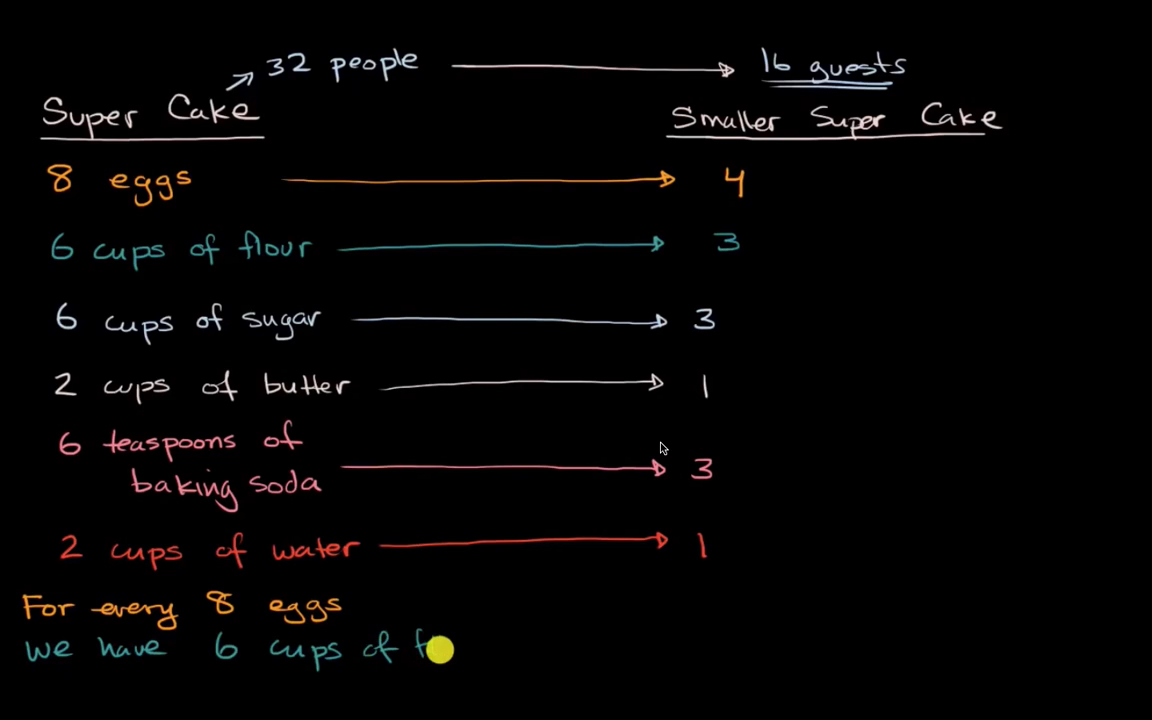 32 people 16 guests
Super Cake Smaller Super Cake
8 eggs 4
6 cups of flour 3
6 cups of sugar 3
2 cups of butter 1
6 teaspoons of
baking soda 3
2 cups of water 1
For every 8 eggs
we have 6 cups of f